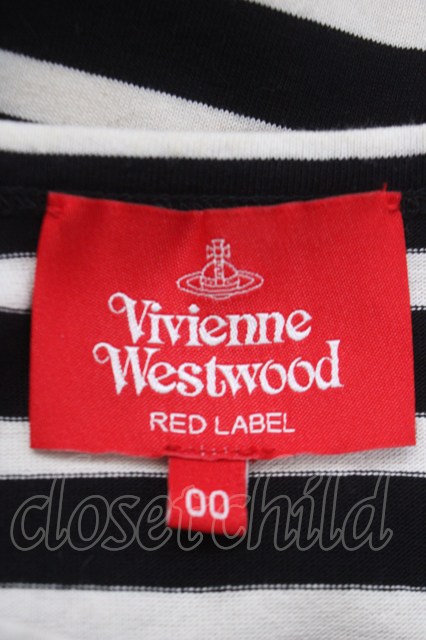 Vivienne
Westwood
RED LABEL
00
closet child